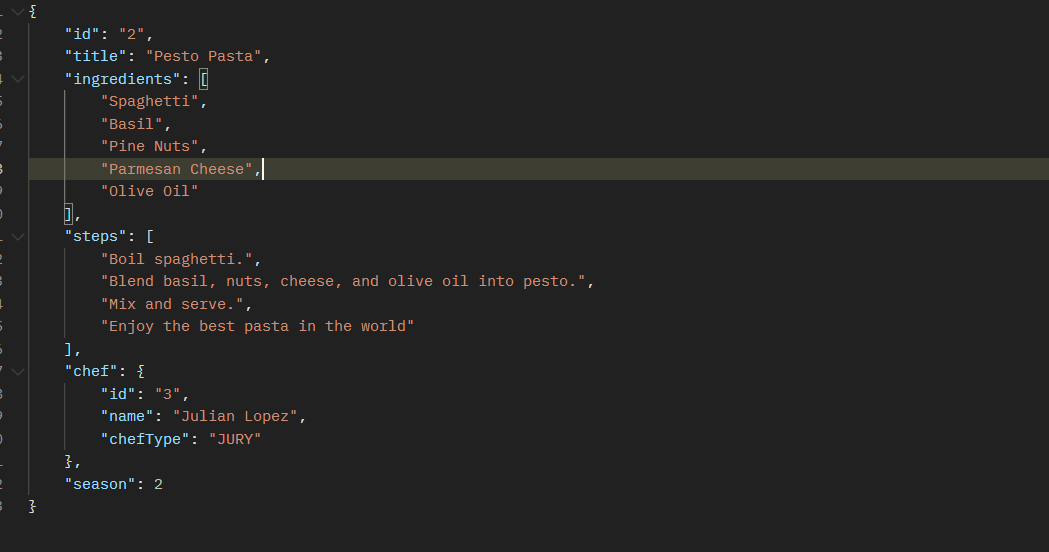 {
    "id": "2",
    "title": "Pesto Pasta",
    "ingredients": [
        "Spaghetti",
        "Basil",
        "Pine Nuts",
        "Parmesan Cheese",
        "Olive Oil"
    ],
    "steps": [
        "Boil spaghetti.",
        "Blend basil, nuts, cheese, and olive oil into pesto.",
        "Mix and serve.",
        "Enjoy the best pasta in the world"
    ],
    "chef": {
        "id": "3",
        "name": "Julian Lopez",
        "chefType": "JURY"
    },
    "season": 2
}